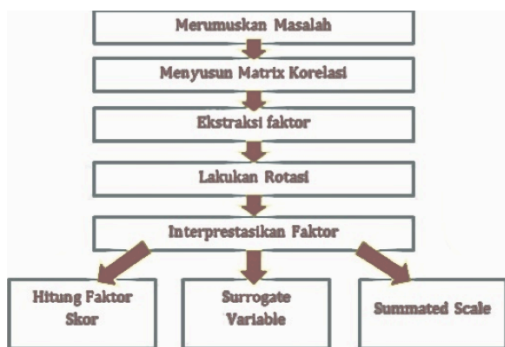 Merumuskan Masalah
Menyusun Matrix Korelasi
Ekstraksi faktor
Lakukan Rotasi
Interprestasikan Faktor
Hitung Faktor
Skor
Surrogate
Variable
Summated Scale